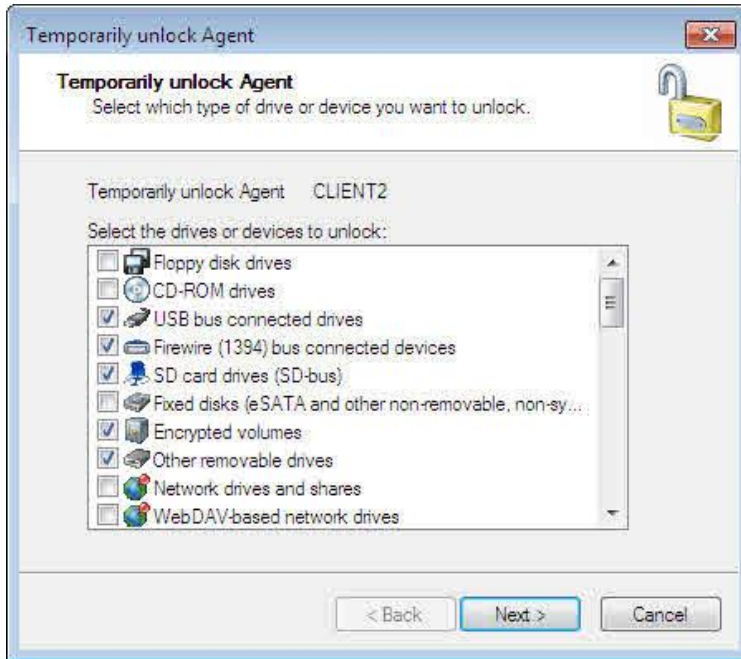 Temporarily unlock Agent
Temporarily unlock Agent
Select which type of drive or device you want to unlock.
Temporarily unlock Agent CLIENT2
Select the drives or devices to unlock:
Floppy disk drives
CD-ROM drives
USB bus connected drives
Firewire (1394) bus connected devices
SD card drives (SD-bus)
Fixed disks (eSATA and other non-removable, non-sy...
Encrypted volumes
Other removable drives
Network drives and shares
WebDAV-based network drives
< Back Next > Cancel